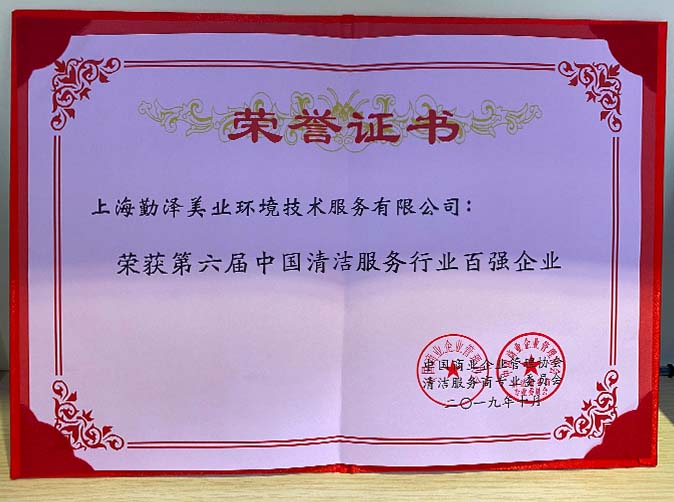 荣誉证书
上海勤泽美业环境技术服务有限公司：
荣获第六届中国清洁服务行业百强企业
中国商业企业管理协会
清洁服务商专业委员会
二〇一九年十月